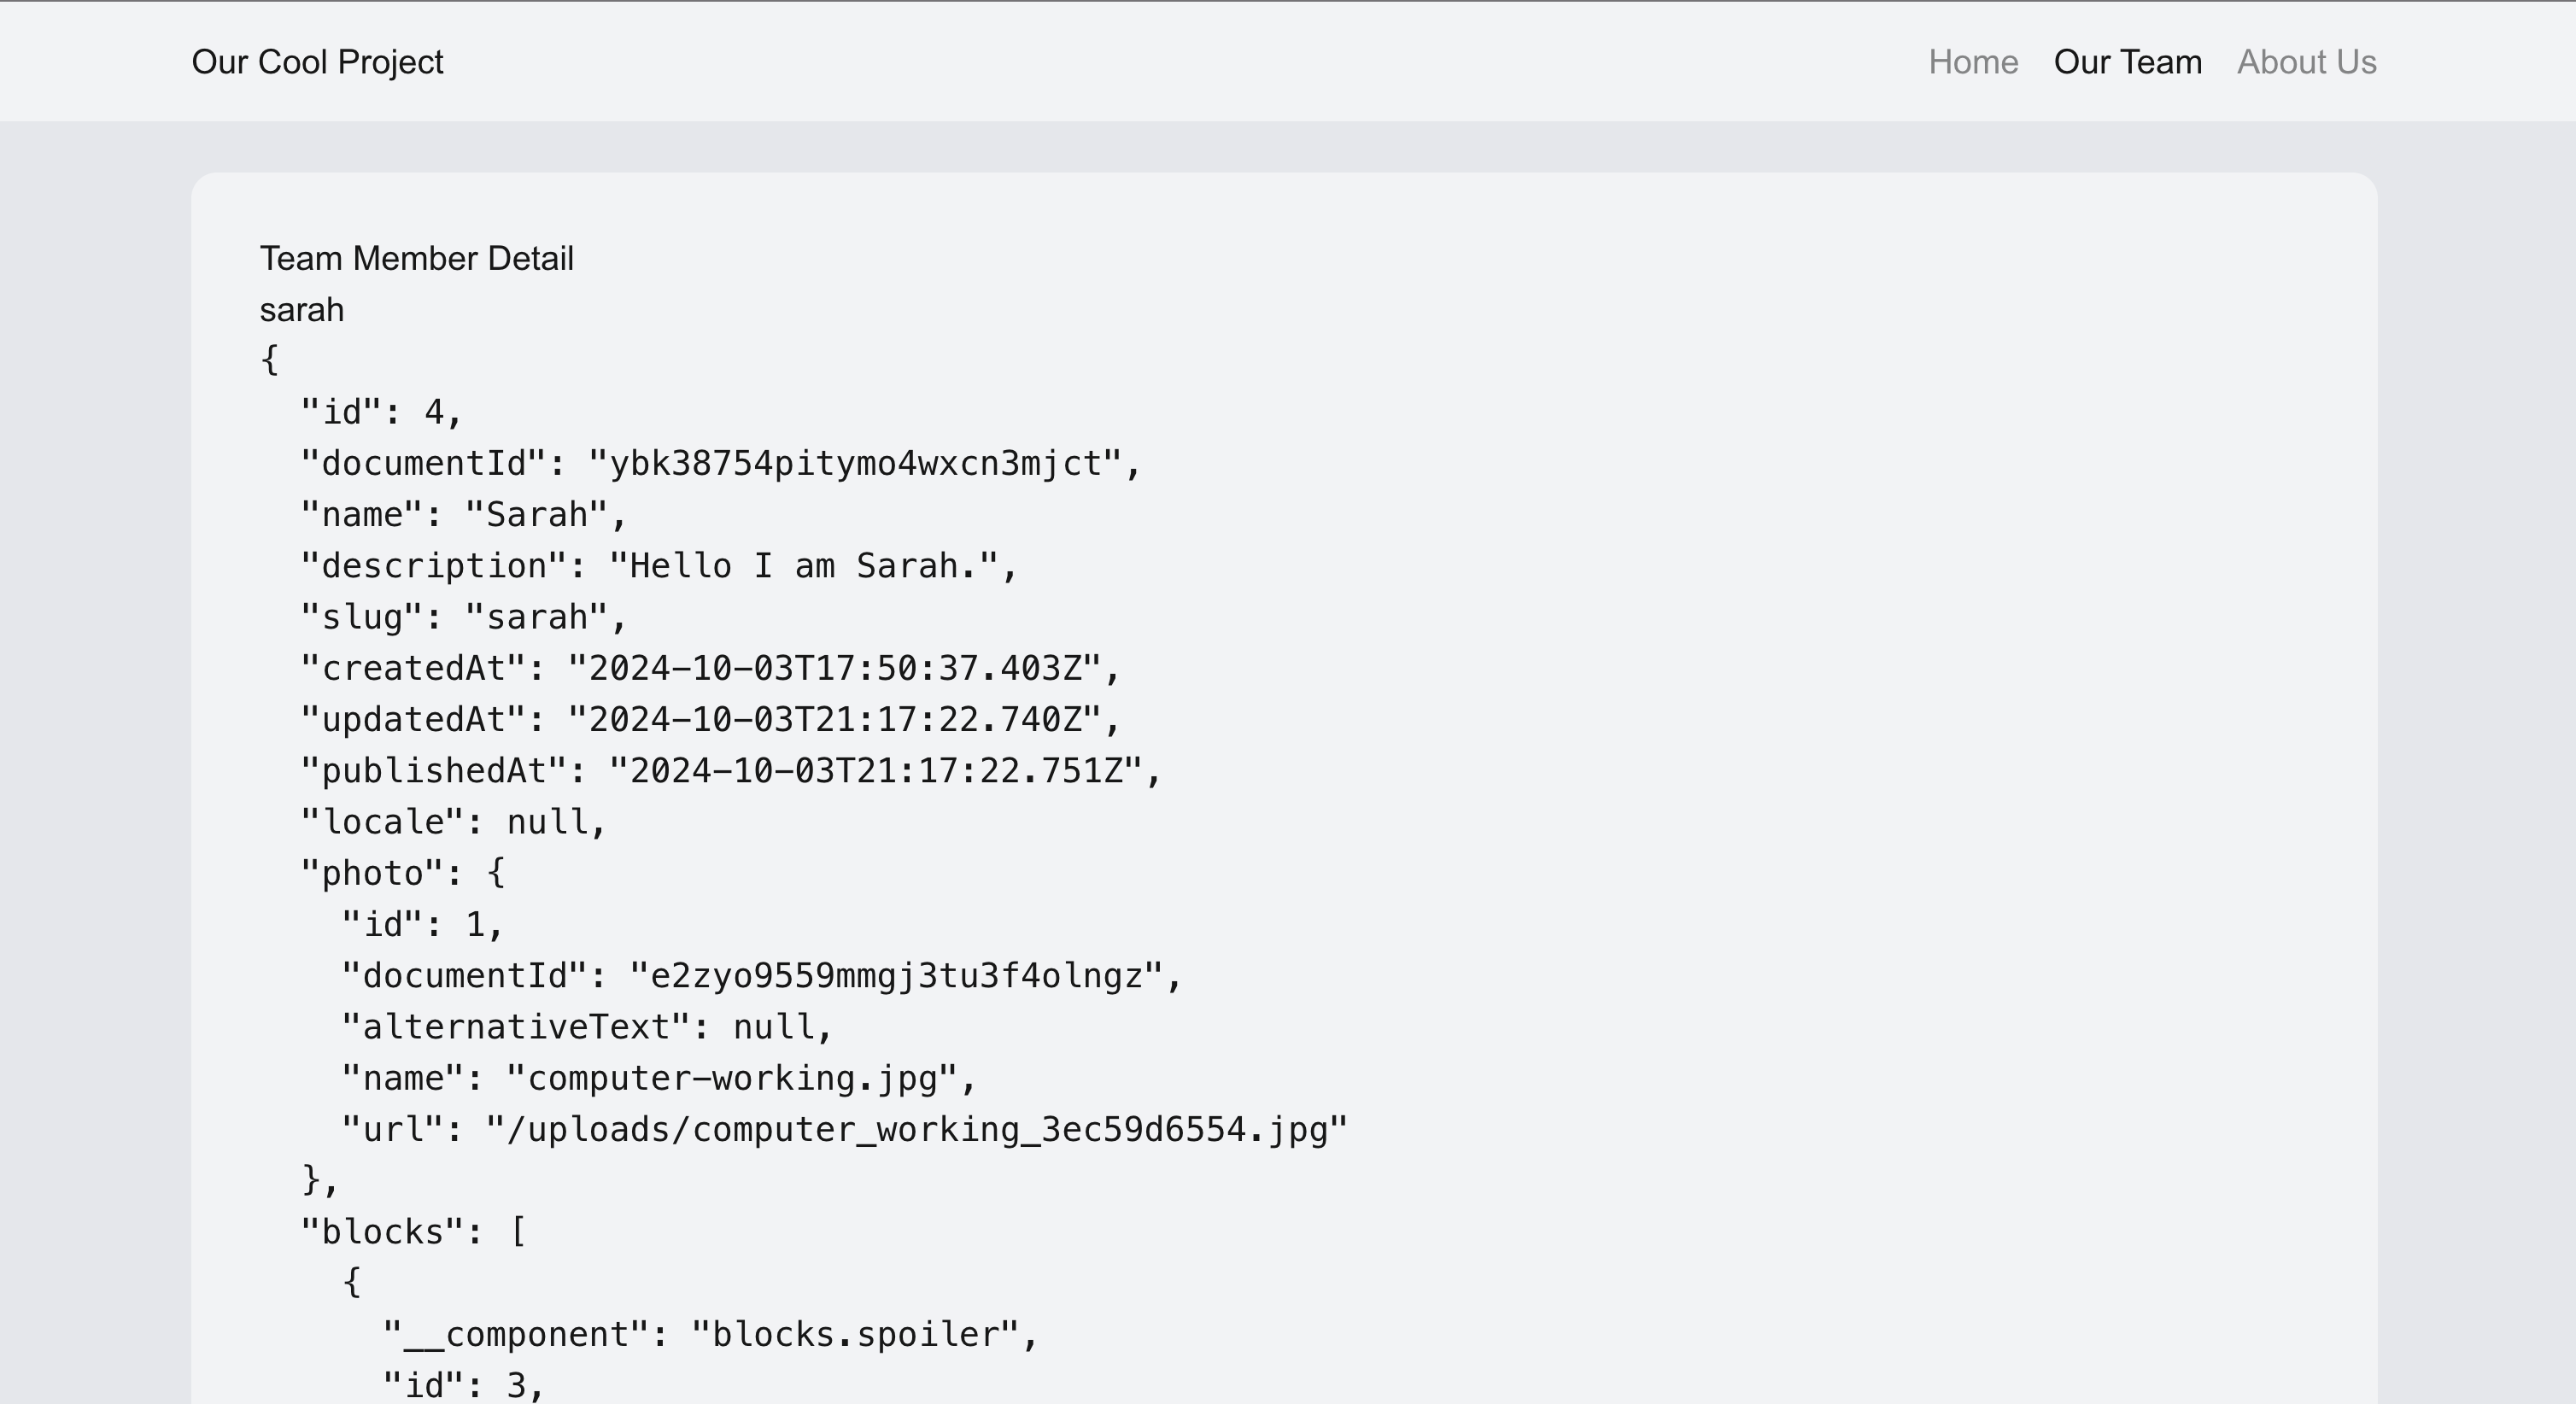 Our Cool Project
Home Our Team About Us
Team Member Detail
sarah
{
  "id": 4,
  "documentId": "ybk38754pitymo4wxcn3mjct",
  "name": "Sarah",
  "description": "Hello I am Sarah.",
  "slug": "sarah",
  "createdAt": "2024-10-03T17:50:37.403Z",
  "updatedAt": "2024-10-03T21:17:22.740Z",
  "publishedAt": "2024-10-03T21:17:22.751Z",
  "locale": null,
  "photo": {
    "id": 1,
    "documentId": "e2zyo9559mmgj3tu3f4olngz",
    "alternativeText": null,
    "name": "computer-working.jpg",
    "url": "/uploads/computer_working_3ec59d6554.jpg"
  },
  "blocks": [
    {
      "__component": "blocks.spoiler",
      "id": 3,